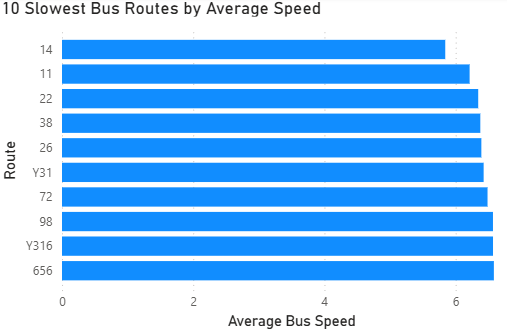 10 Slowest Bus Routes by Average Speed
Route
14
11
22
38
26
Y31
72
98
Y316
656
0 2 4 6
Average Bus Speed